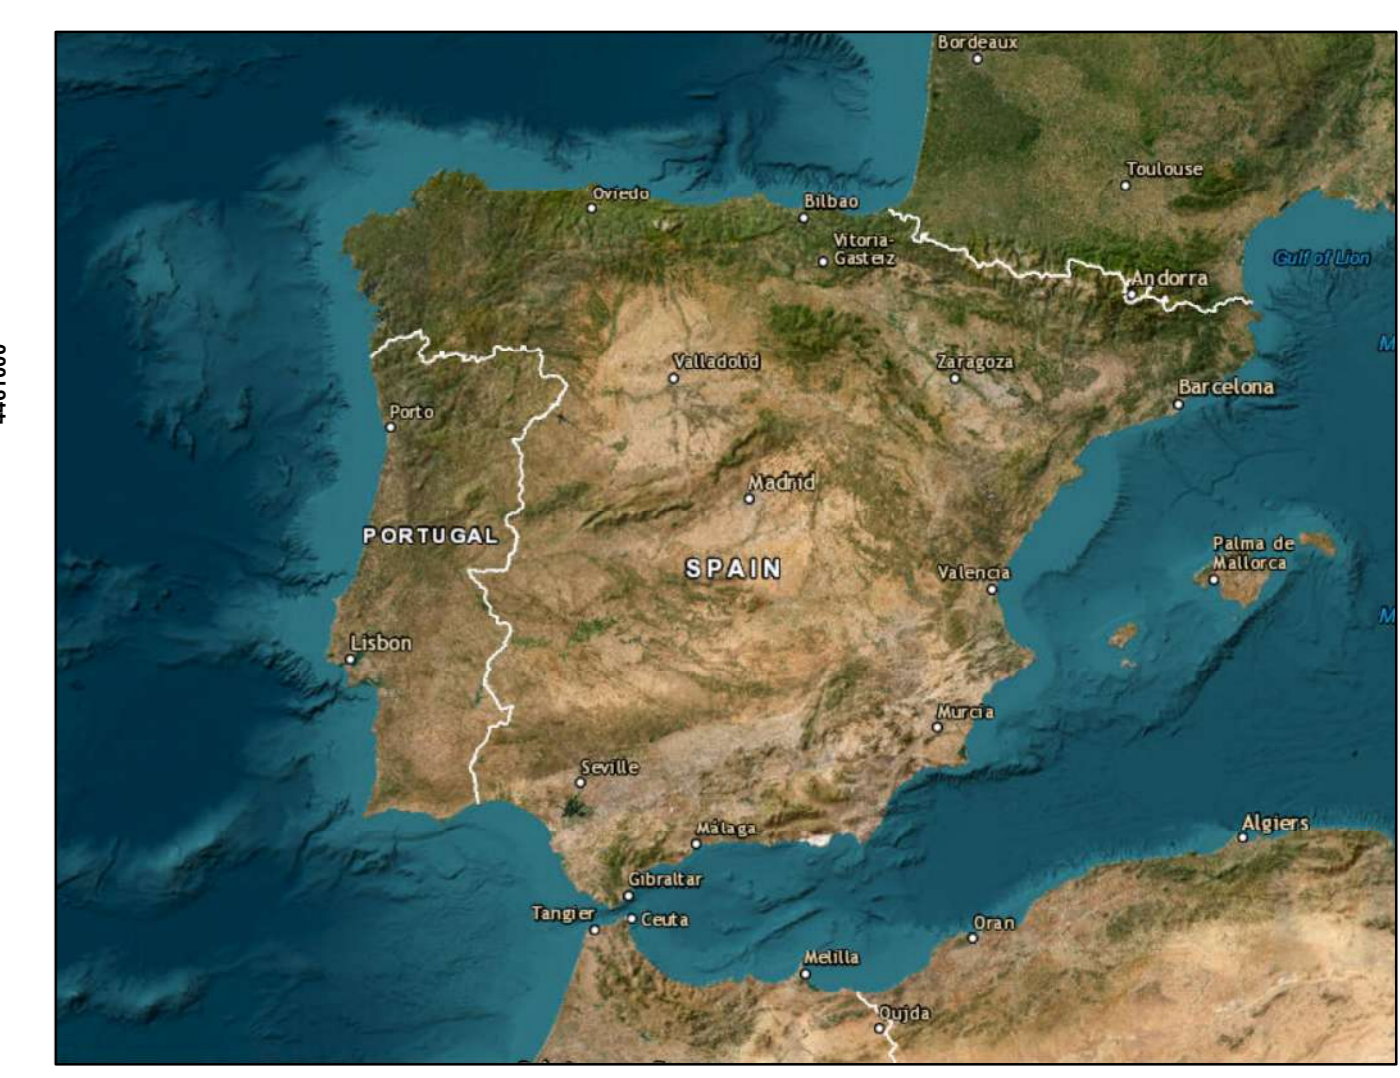 Bordeaux
Toulouse
Oviedo
Bilbao
Vitoria-
Gasteiz
Gulf of Lion
Andorra
Valladolid
Zaragoza
Barcelona
Porto
Madrid
PORTUGAL
SPAIN
Palma de
Mallorca
Valencia
Lisbon
Murcia
Seville
Málaga
Algiers
Gibraltar
Tangier
Ceuta
Oran
Melilla
Oujda